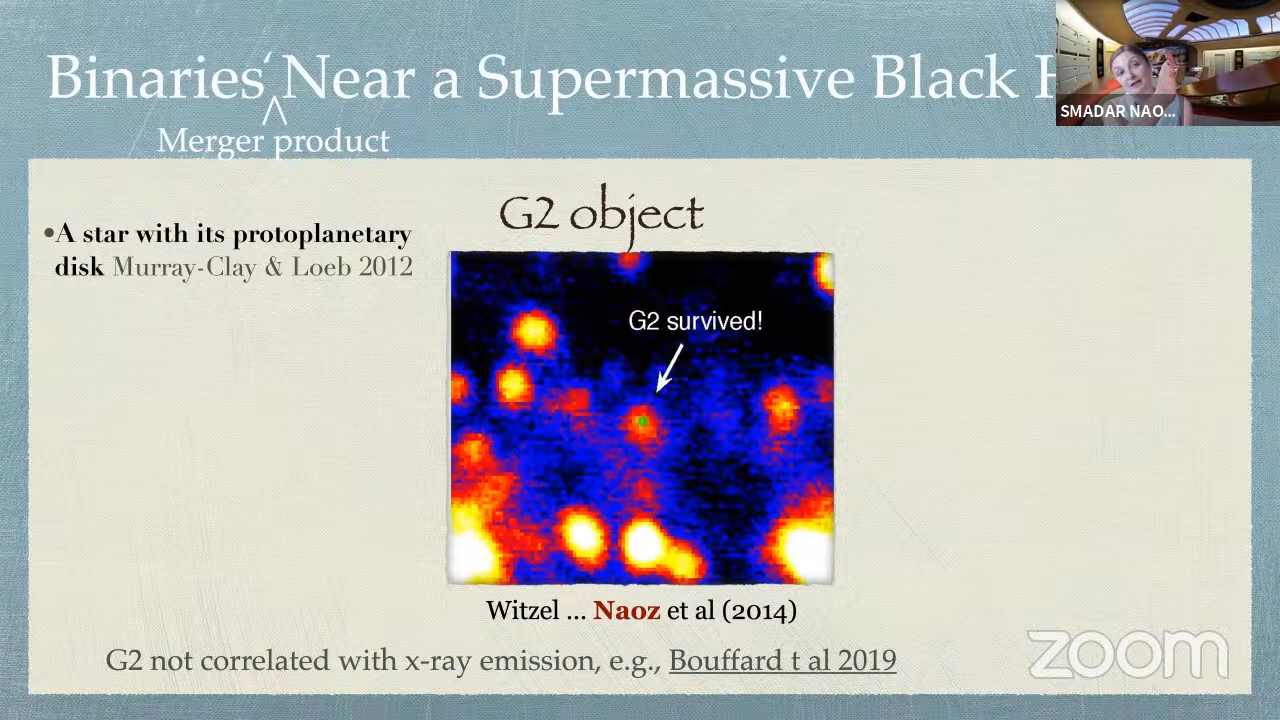 Binaries‘ Near a Supermassive Black
Merger product
SMADAR NAO...
G2 object
•A star with its protoplanetary
disk Murray-Clay & Loeb 2012
G2 survived!
Witzel ... Naoz et al (2014)
G2 not correlated with x-ray emission, e.g., Bouffard t al 2019
zoom